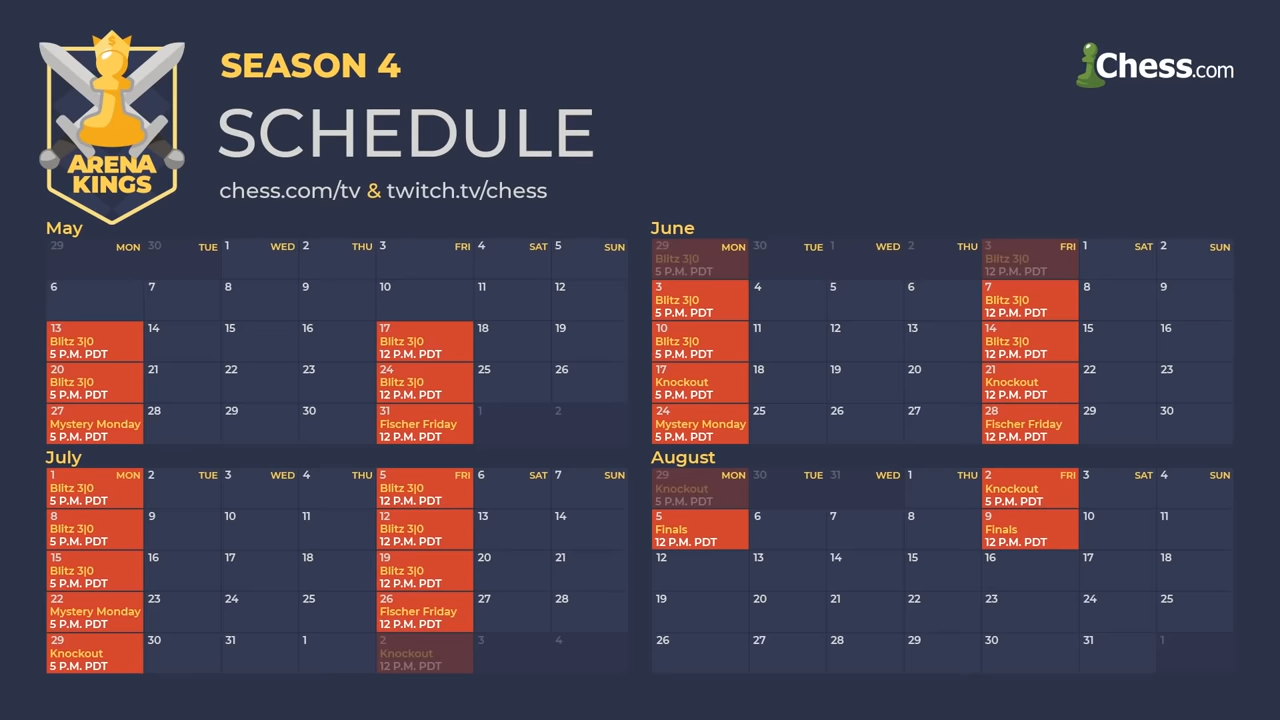 SEASON 4
Chess.com
SCHEDULE
ARENA
KINGS
chess.com/tv & twitch.tv/chess
May
29 MON 30 TUE 1 WED 2 THU 3 FRI 4 SAT 5 SUN
6 7 8 9 10 11 12
13 14 15 16 17 18 19
Blitz 3|0 Blitz 3|0
5 P.M. PDT 12 P.M. PDT
20 21 22 23 24 25 26
Blitz 3|0 Blitz 3|0
5 P.M. PDT 12 P.M. PDT
27 28 29 30 31 1 2
Mystery Monday Fischer Friday
5 P.M. PDT 12 P.M. PDT
June
29 MON 30 TUE 1 WED 2 THU 3 FRI 1 SAT 2 SUN
Blitz 3|0 Blitz 3|0
5 P.M. PDT 12 P.M. PDT
3 4 5 6 7 8 9
Blitz 3|0 Blitz 3|0
5 P.M. PDT 12 P.M. PDT
10 11 12 13 14 15 16
Blitz 3|0 Blitz 3|0
5 P.M. PDT 12 P.M. PDT
17 18 19 20 21 22 23
Knockout Knockout
5 P.M. PDT 12 P.M. PDT
24 25 26 27 28 29 30
Mystery Monday Fischer Friday
5 P.M. PDT 12 P.M. PDT
July
1 MON 2 TUE 3 WED 4 THU 5 FRI 6 SAT 7 SUN
Blitz 3|0 Blitz 3|0
5 P.M. PDT 12 P.M. PDT
8 9 10 11 12 13 14
Blitz 3|0 Blitz 3|0
5 P.M. PDT 12 P.M. PDT
15 16 17 18 19 20 21
Blitz 3|0 Blitz 3|0
5 P.M. PDT 12 P.M. PDT
22 23 24 25 26 27 28
Mystery Monday Fischer Friday
5 P.M. PDT 12 P.M. PDT
29 30 31 1 2 3 4
Knockout Knockout
5 P.M. PDT 12 P.M. PDT
August
29 MON 30 TUE 31 WED 1 THU 2 FRI 3 SAT 4 SUN
Knockout Knockout
5 P.M. PDT 12 P.M. PDT
5 6 7 8 9 10 11
Finals Finals
12 P.M. PDT 12 P.M. PDT
12 13 14 15 16 17 18
19 20 21 22 23 24 25
26 27 28 29 30 31 1